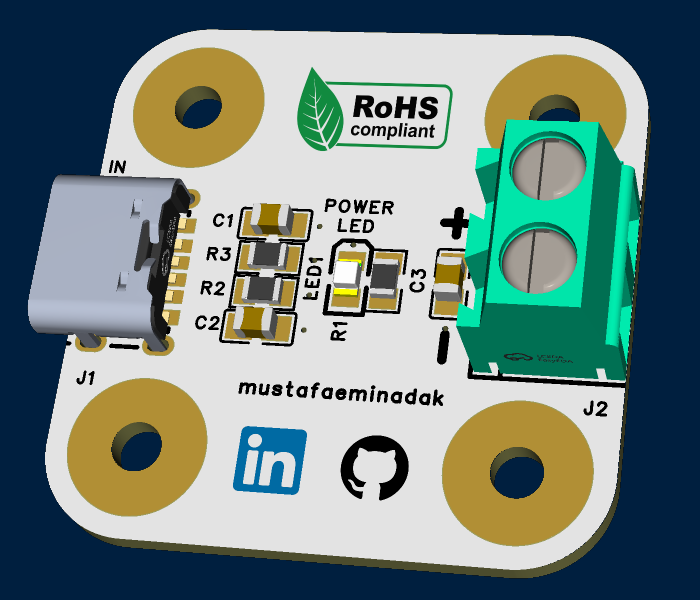 RoHS
compliant
IN
POWER
LED
C1
+
R3
LED1
C3
R2
C2
R1
-
J1
mustafaeminadak
J2
in